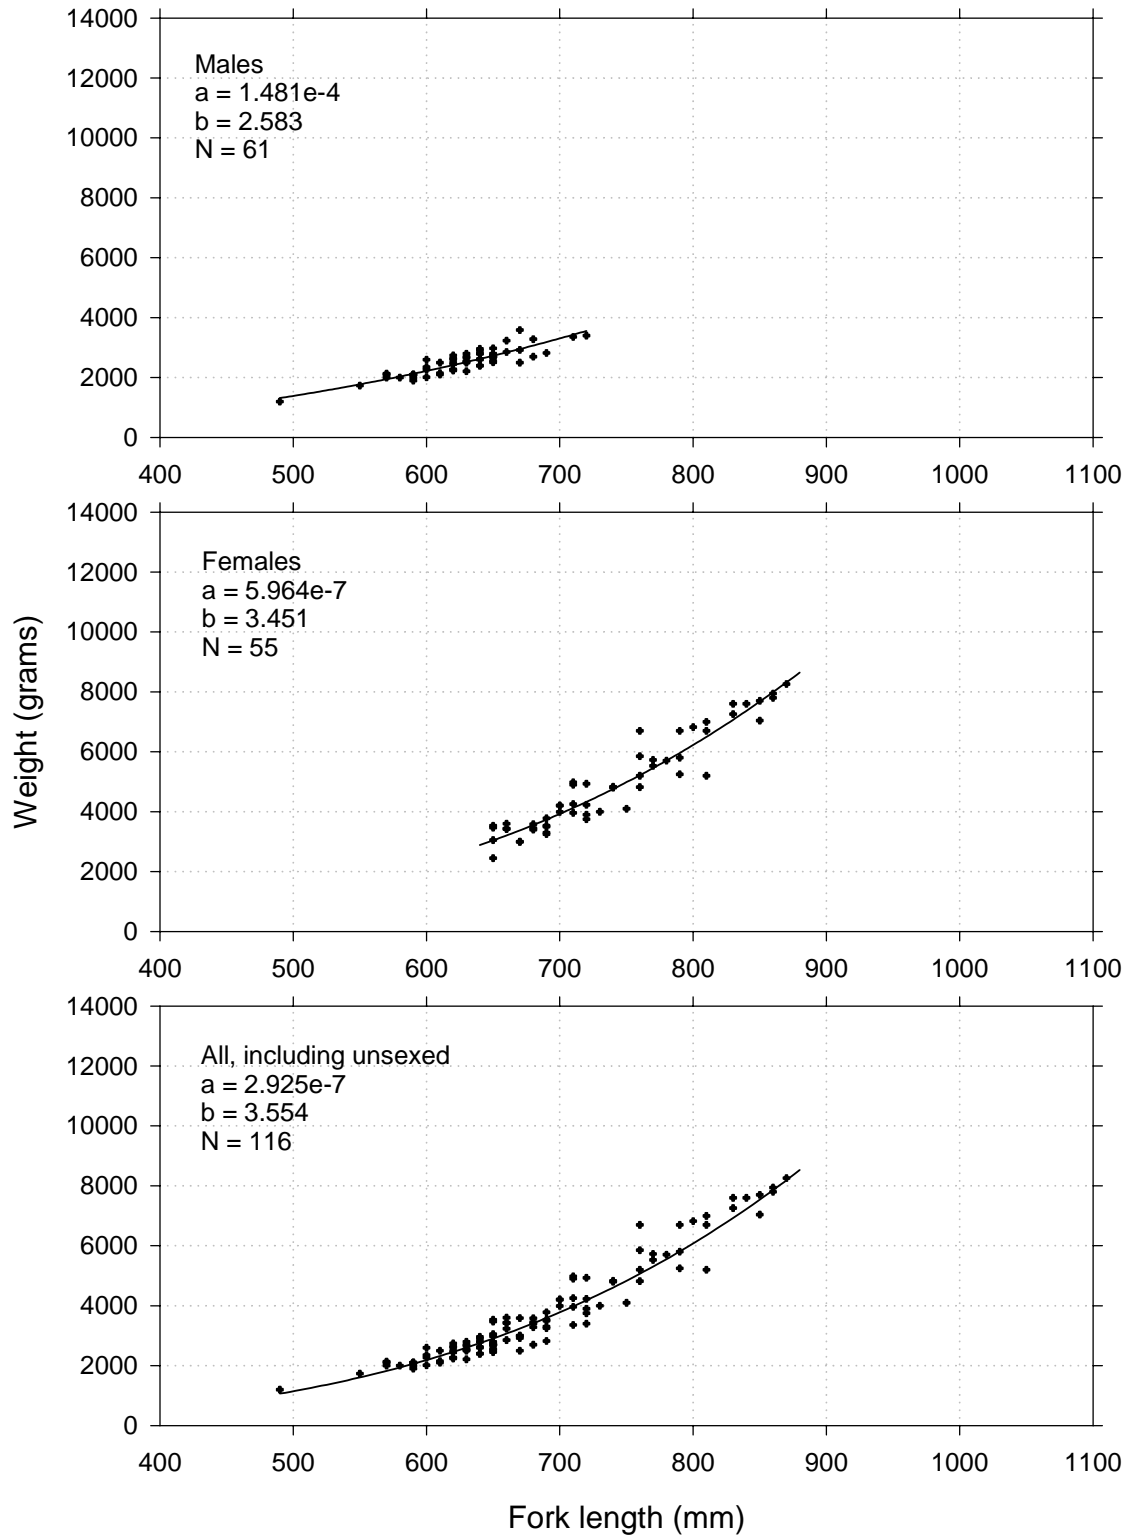 14000
12000
10000
8000
6000
4000
2000
0
Males
a = 1.481e-4
b = 2.583
N = 61
400 500 600 700 800 900 1000 1100
14000
12000
10000
8000
6000
4000
2000
0
Females
a = 5.964e-7
b = 3.451
N = 55
400 500 600 700 800 900 1000 1100
Weight (grams)
14000
12000
10000
8000
6000
4000
2000
0
All, including unsexed
a = 2.925e-7
b = 3.554
N = 116
400 500 600 700 800 900 1000 1100
Fork length (mm)